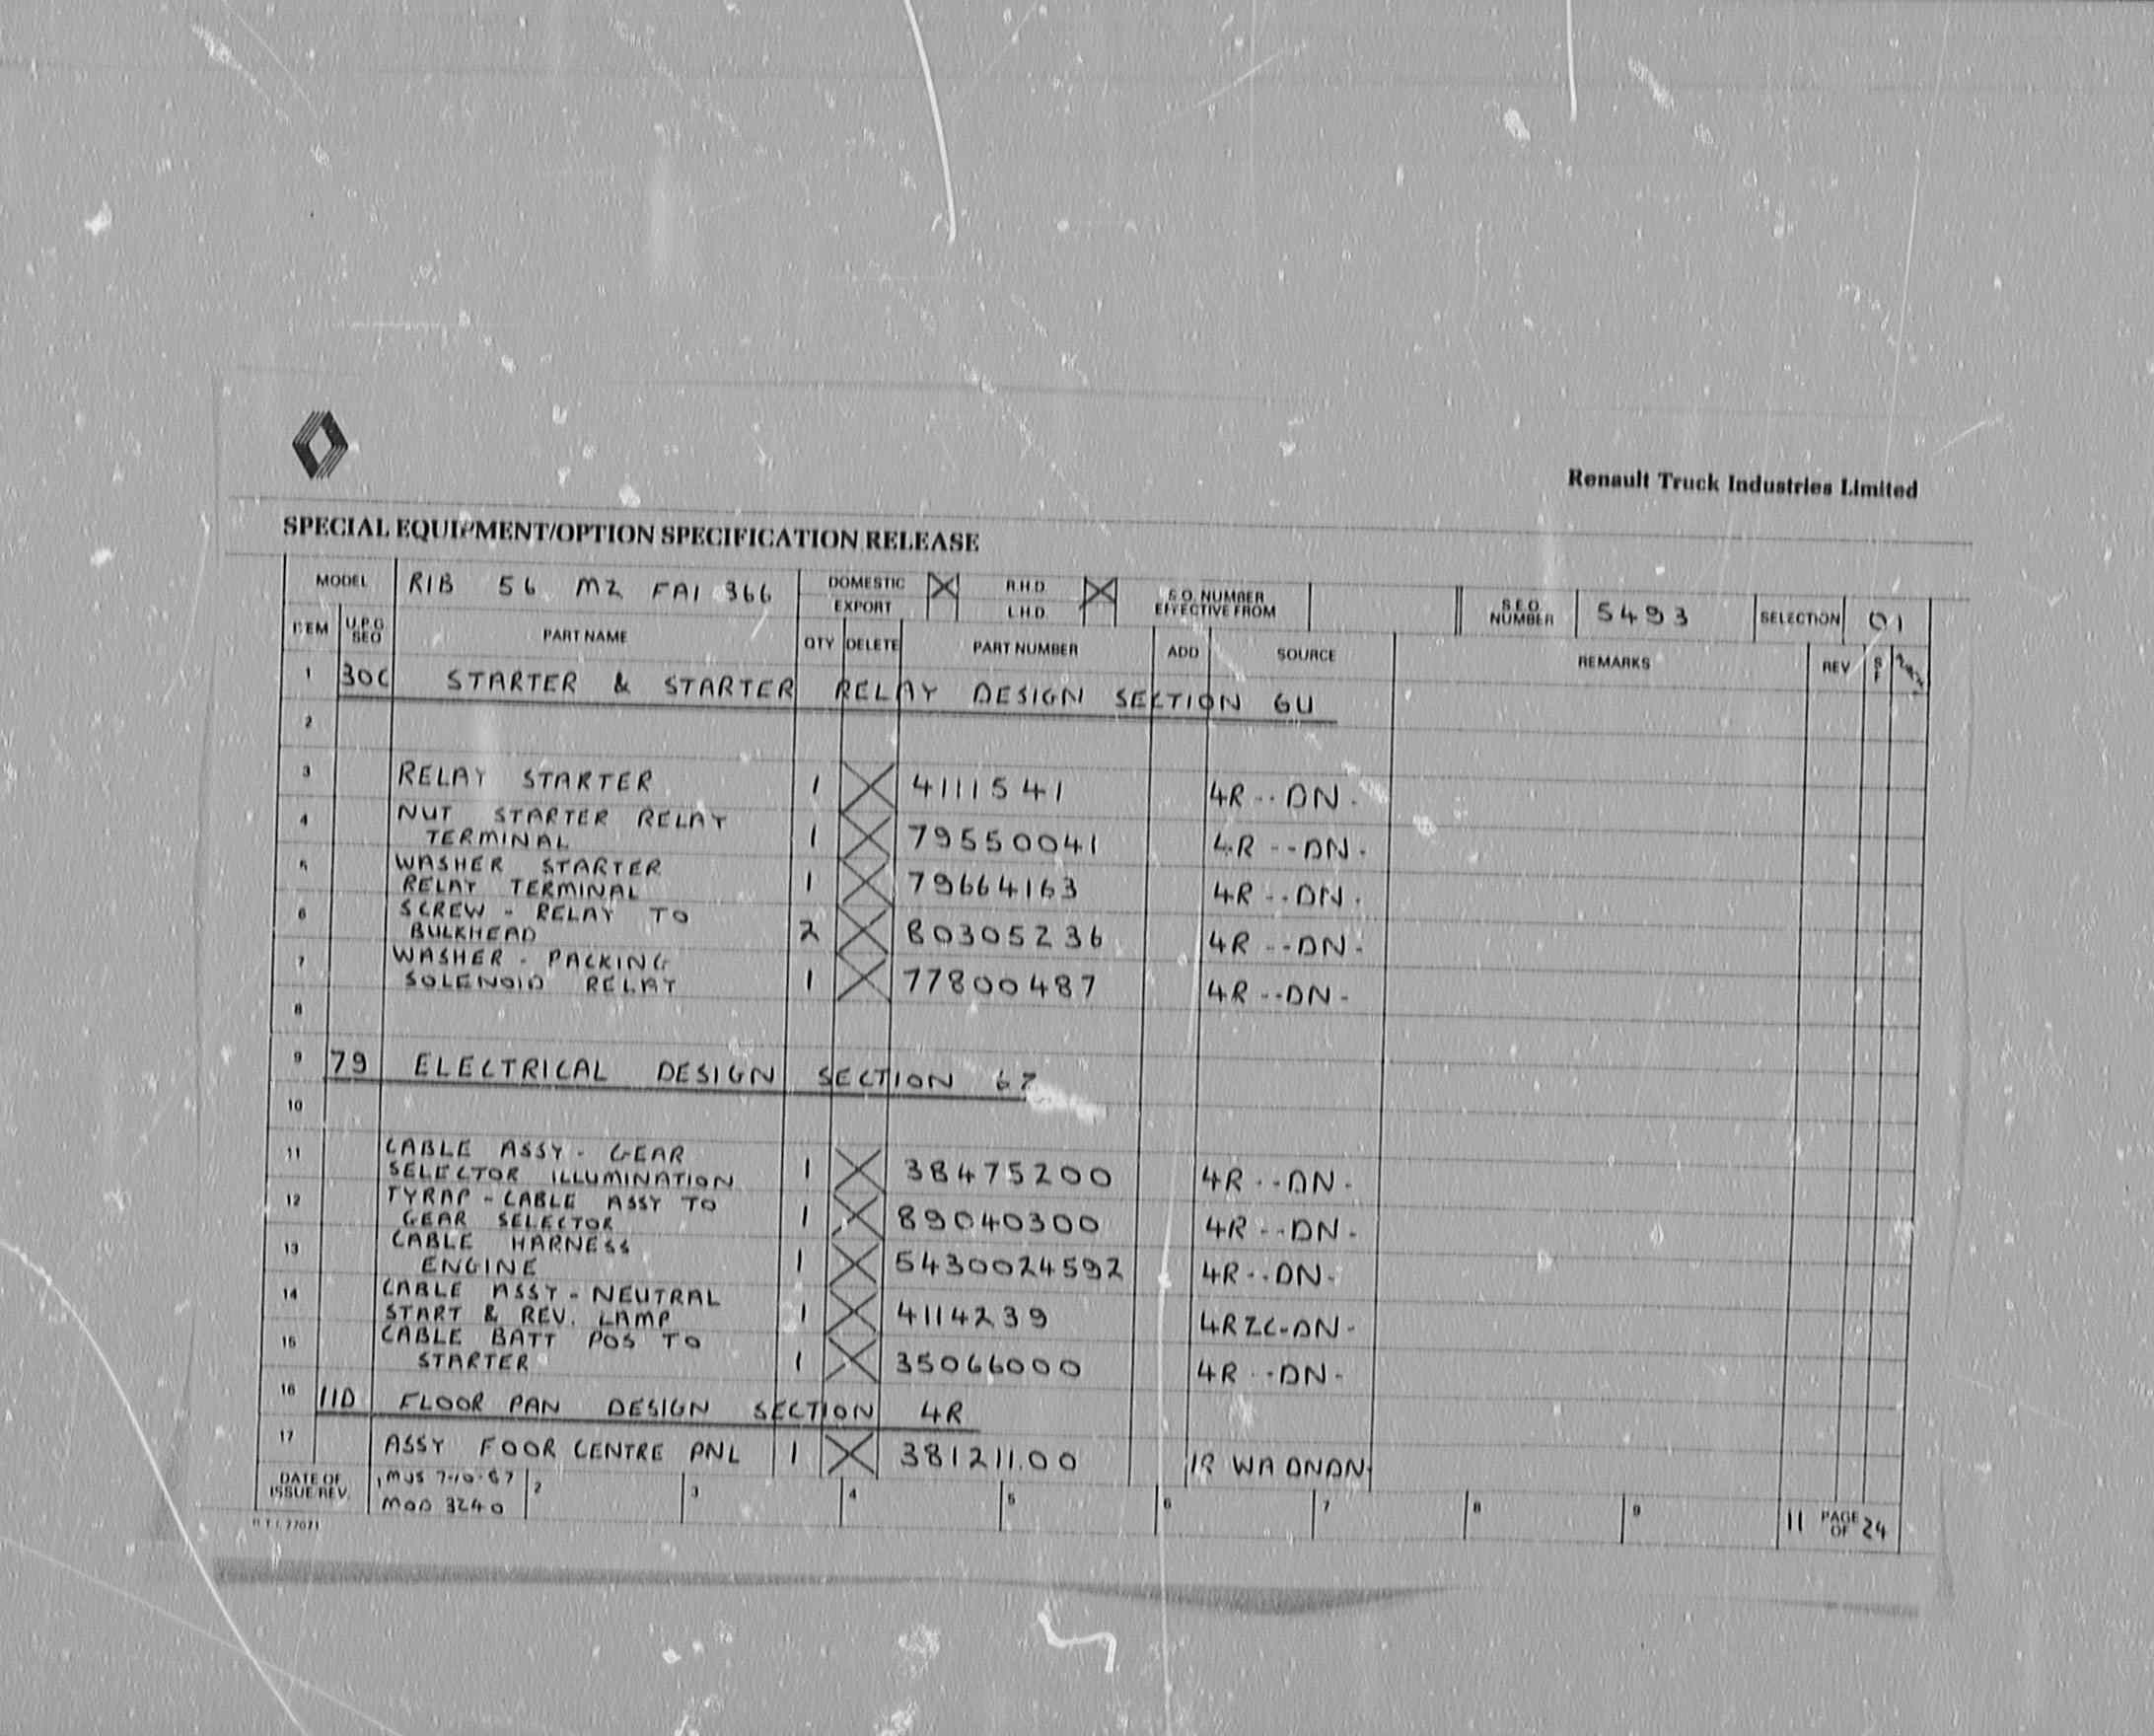 Renault Truck Industries Limited
SPECIAL EQUIPMENT/OPTION SPECIFICATION RELEASE
MODEL RIB 56 M2 FAI 366 DOMESTIC EXPORT R.H.D. L.H.D. S.O. NUMBER EFFECTIVE FROM S.E.O. NUMBER 5493 SELECTION 01
ITEM U.P.G SEO PART NAME QTY DELETE PART NUMBER ADD SOURCE REMARKS REV
1 30C STARTER & STARTER RELAY DESIGN SECTION 6U
2
3 RELAY STARTER 1 X 4111541 4R--DN-
4 NUT STARTER RELAY
TERMINAL 1 X 79550041 4R--DN-
5 WASHER STARTER
RELAY TERMINAL 1 X 79664163 4R--DN-
6 SCREW - RELAY TO
BULKHEAD 2 X 80305236 4R--DN-
7 WASHER - PACKING
SOLENOID RELAY 1 X 77800487 4R--DN-
8
9 79 ELECTRICAL DESIGN SECTION 67
10
11 CABLE ASSY - GEAR
SELECTOR ILLUMINATION 1 X 38475200 4R--DN-
12 TYRAP - CABLE ASSY TO
GEAR SELECTOR 1 X 89040300 4R--DN-
13 CABLE HARNESS
ENGINE 1 X 5430024592 4R--DN-
14 CABLE ASSY - NEUTRAL
START & REV. LAMP 1 X 4114239 4RZC-DN-
15 CABLE BATT POS TO
STARTER 1 X 35066000 4R--DN-
16 11D FLOOR PAN DESIGN SECTION 4R
17 ASSY FOOR CENTRE PNL 1 X 38121100 1R WA DNDN-
DATE OF ISSUE/REV. 1 MJS 7-10-87 2 3 4 5 6 7 8 9 11 PAGE OF 24
MOD 3240
R.T.I. 77071